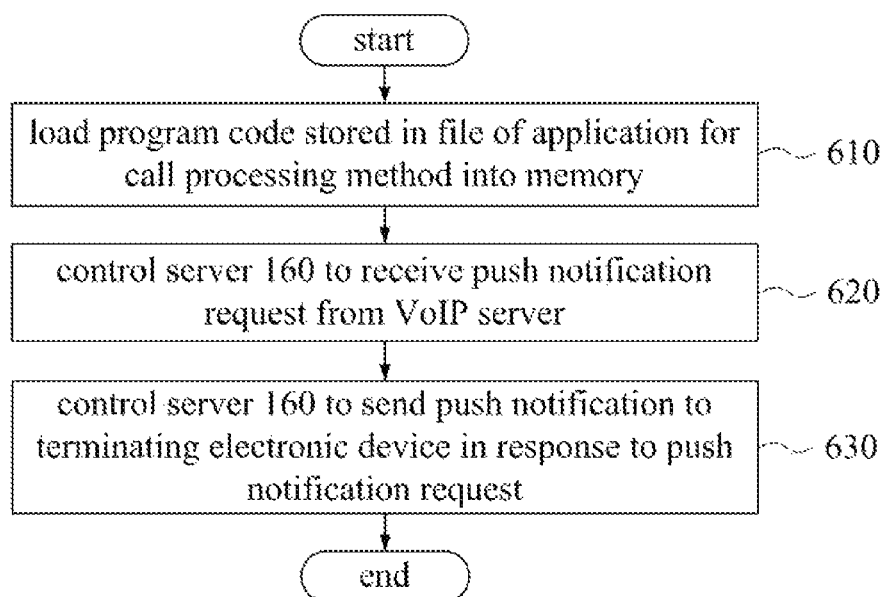 start
load program code stored in file of application for
call processing method into memory
610
control server 160 to receive push notification
request from VoIP server
620
control server 160 to send push notification to
terminating electronic device in response to push
notification request
630
end